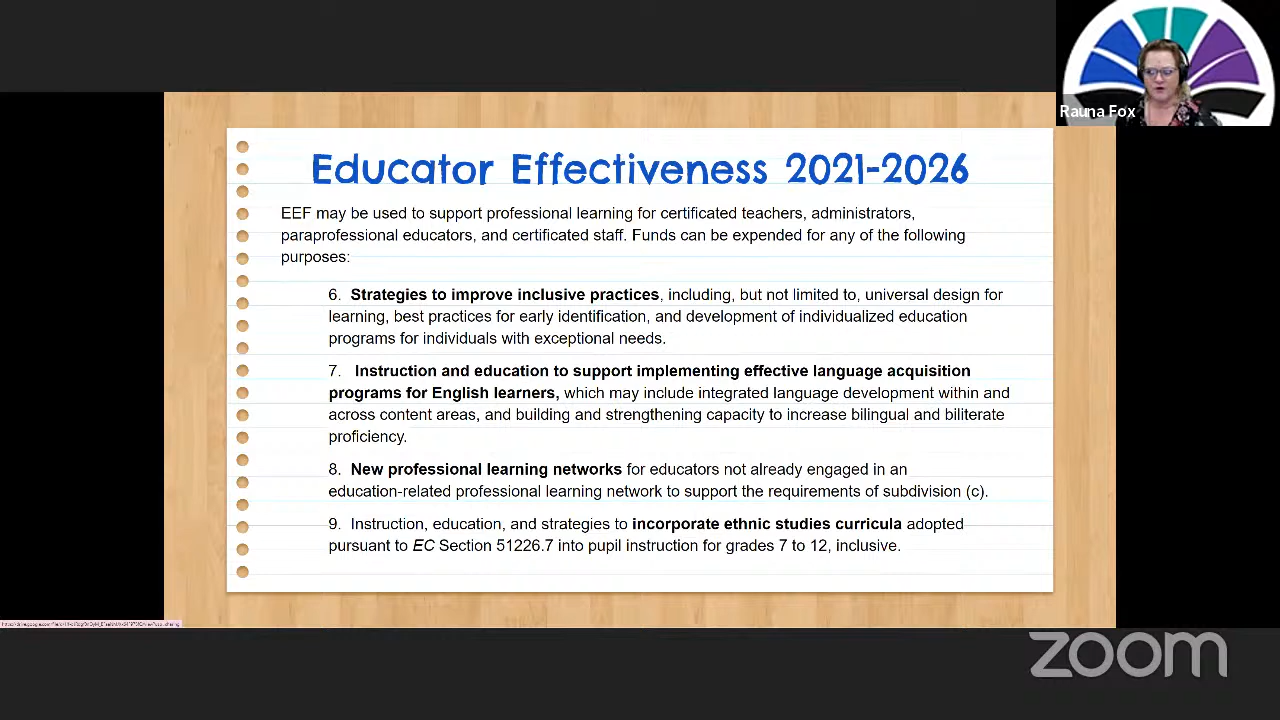 Rauna Fox
Educator Effectiveness 2021-2026
EEF may be used to support professional learning for certificated teachers, administrators,
paraprofessional educators, and certificated staff. Funds can be expended for any of the following
purposes:
6. Strategies to improve inclusive practices, including, but not limited to, universal design for
learning, best practices for early identification, and development of individualized education
programs for individuals with exceptional needs.
7. Instruction and education to support implementing effective language acquisition
programs for English learners, which may include integrated language development within and
across content areas, and building and strengthening capacity to increase bilingual and biliterate
proficiency.
8. New professional learning networks for educators not already engaged in an
education-related professional learning network to support the requirements of subdivision (c).
9. Instruction, education, and strategies to incorporate ethnic studies curricula adopted
pursuant to EC Section 51226.7 into pupil instruction for grades 7 to 12, inclusive.
zoom